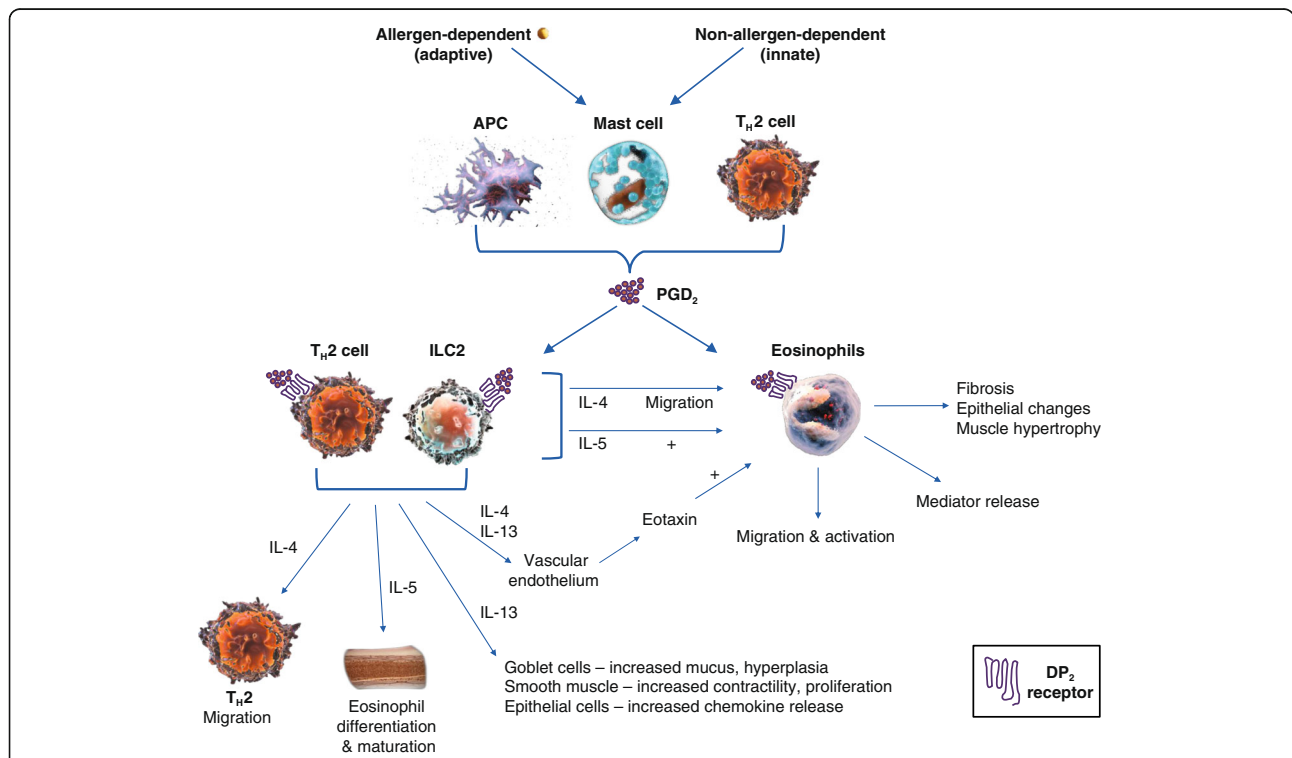 Allergen-dependent
(adaptive)
Non-allergen-dependent
(innate)
APC
Mast cell
T_H2 cell
PGD₂
T_H2 cell
ILC2
Eosinophils
IL-4 Migration
IL-5 +
Fibrosis
Epithelial changes
Muscle hypertrophy
Mediator release
Migration & activation
+
Eotaxin
IL-4
IL-13
Vascular
endothelium
IL-4
IL-5
IL-13
T_H2
Migration
Eosinophil
differentiation
& maturation
Goblet cells – increased mucus, hyperplasia
Smooth muscle – increased contractility, proliferation
Epithelial cells – increased chemokine release
DP₂
receptor